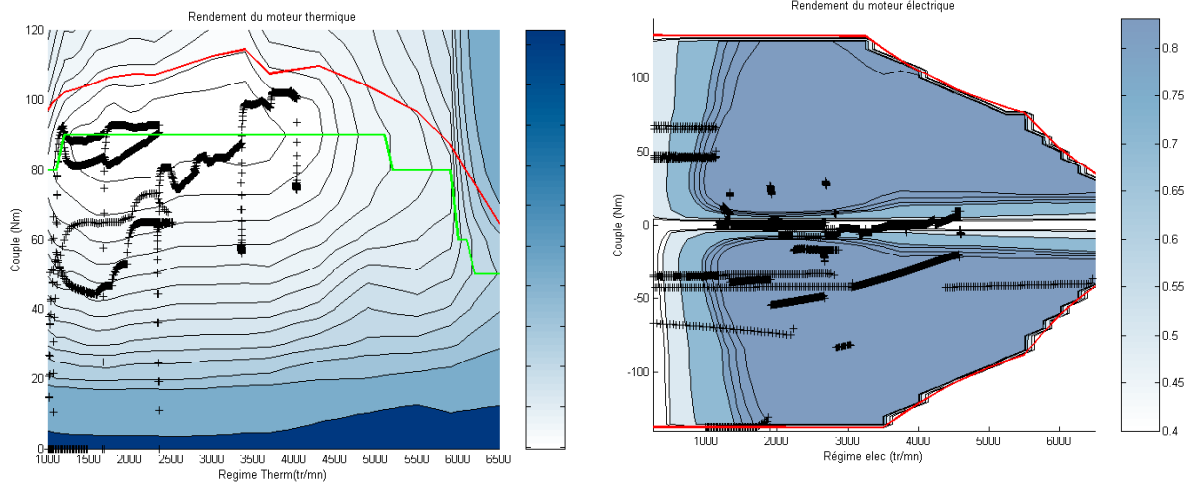 Rendement du moteur thermique
120
100
80
60
40
20
0
Couple (Nm)
1000 1500 2000 2500 3000 3500 4000 4500 5000 5500 6000 6500
Regime Therm(tr/mn)
Rendement du moteur électrique
100
50
0
-50
-100
Couple (Nm)
1000 2000 3000 4000 5000 6000
Régime elec (tr/mn)
0.8
0.75
0.7
0.65
0.6
0.55
0.5
0.45
0.4